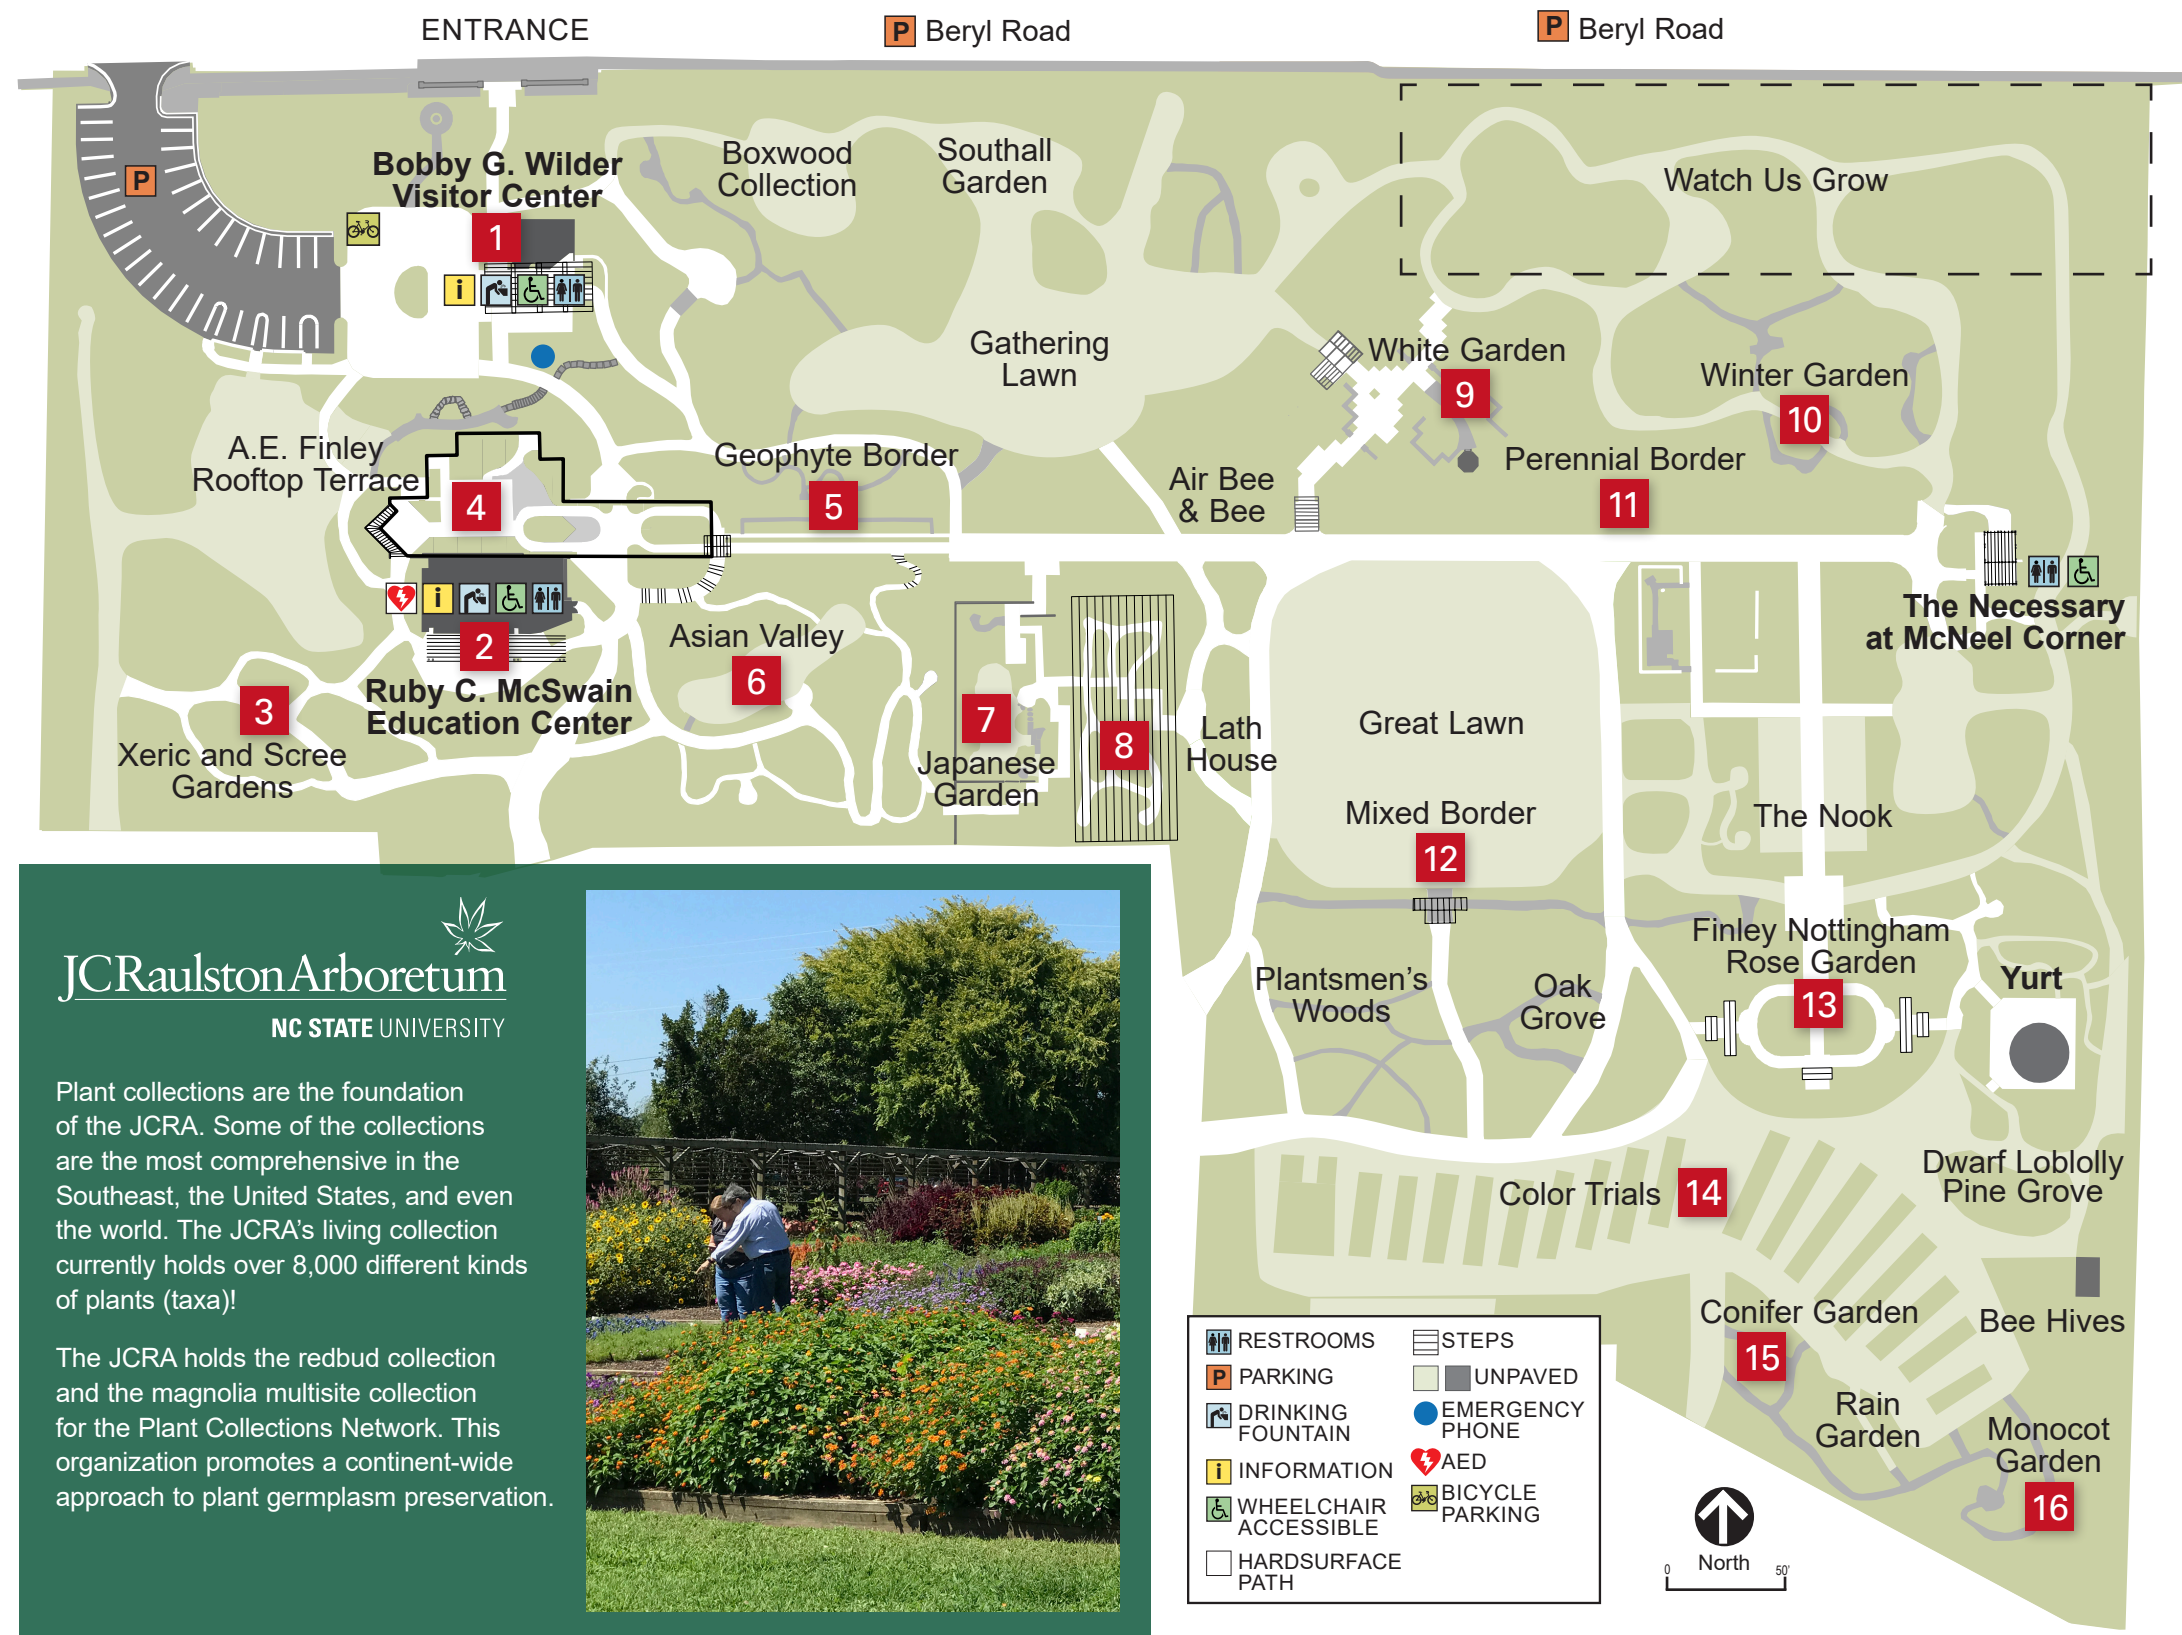 ENTRANCE
P Beryl Road
P Beryl Road
P
Bobby G. Wilder
Visitor Center
1
i
Boxwood
Collection
Southall
Garden
Watch Us Grow
Gathering
Lawn
White Garden
9
Winter Garden
10
A.E. Finley
Rooftop Terrace
4
Geophyte Border
5
Air Bee
& Bee
Perennial Border
11
i
2
Ruby C. McSwain
Education Center
3
Xeric and Scree
Gardens
Asian Valley
6
7
Japanese
Garden
8
Lath
House
Great Lawn
The Necessary
at McNeel Corner
Mixed Border
12
The Nook
Finley Nottingham
Rose Garden
13
Yurt
Plantsmen's
Woods
Oak
Grove
Color Trials 14
Dwarf Loblolly
Pine Grove
Conifer Garden
15
Bee Hives
Rain
Garden
Monocot
Garden
16
JCRaulston Arboretum
NC STATE UNIVERSITY
Plant collections are the foundation
of the JCRA. Some of the collections
are the most comprehensive in the
Southeast, the United States, and even
the world. The JCRA's living collection
currently holds over 8,000 different kinds
of plants (taxa)!
The JCRA holds the redbud collection
and the magnolia multisite collection
for the Plant Collections Network. This
organization promotes a continent-wide
approach to plant germplasm preservation.
RESTROOMS
P PARKING
DRINKING
FOUNTAIN
i INFORMATION
WHEELCHAIR
ACCESSIBLE
HARDSURFACE
PATH
STEPS
UNPAVED
EMERGENCY
PHONE
AED
BICYCLE
PARKING
North
0 50'